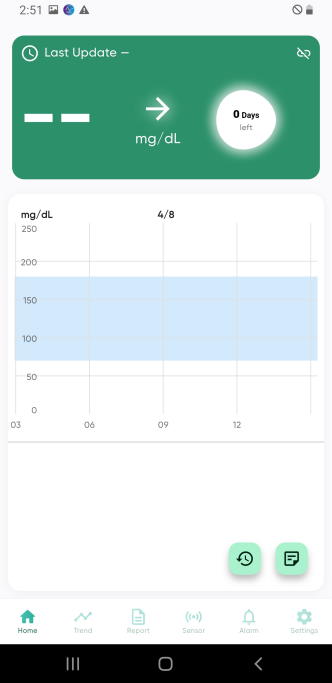 2:51
Last Update –
mg/dL
0 Days
left
mg/dL
4/8
250
200
150
100
50
0
03
06
09
12
Home
Trend
Report
Sensor
Alarm
Settings